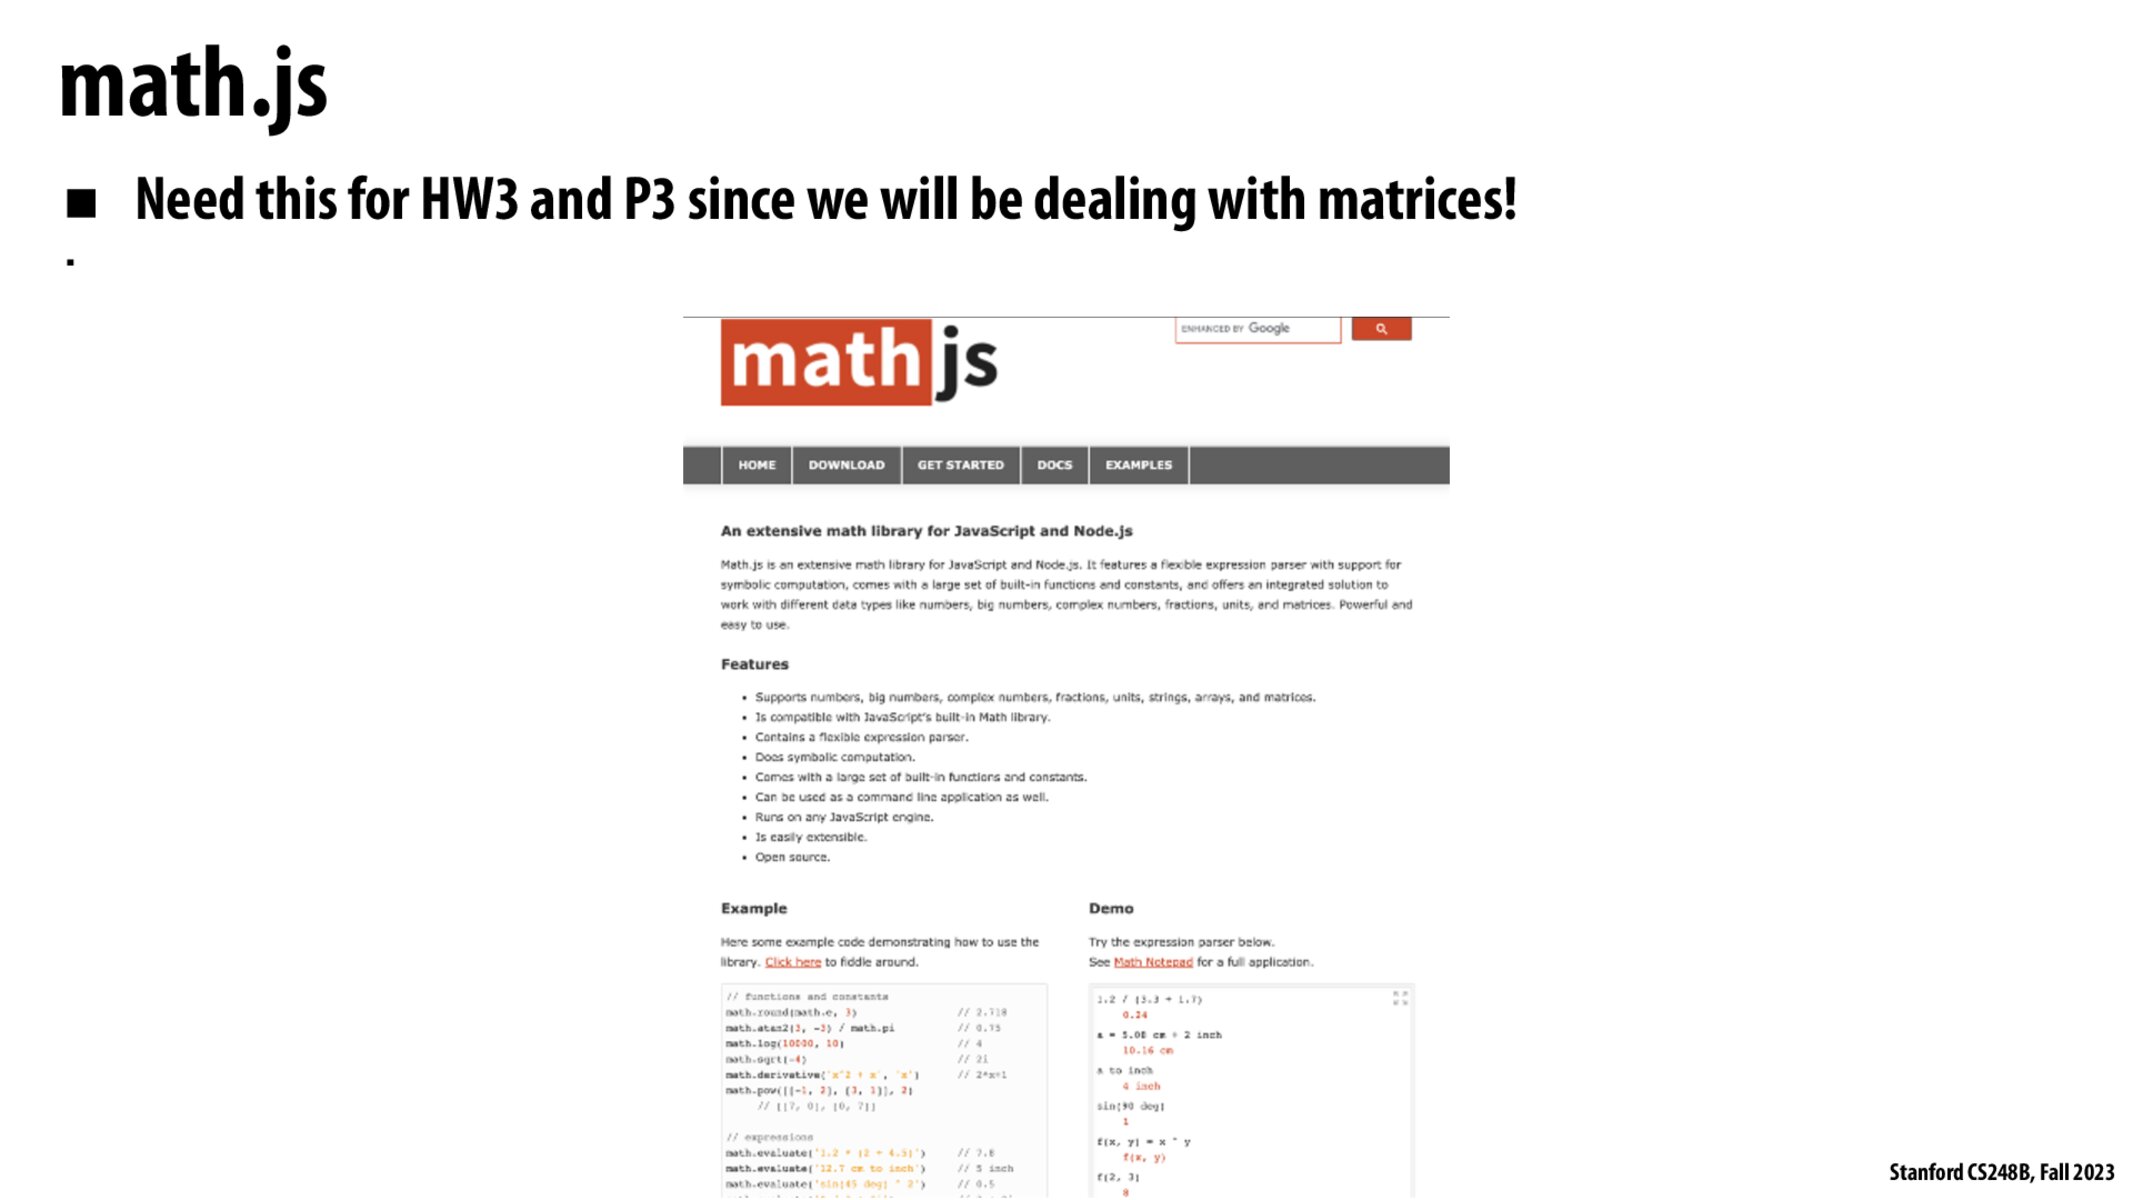 math.js
■ Need this for HW3 and P3 since we will be dealing with matrices!
▪
mathjs
ENHANCED BY Google
HOME DOWNLOAD GET STARTED DOCS EXAMPLES
An extensive math library for JavaScript and Node.js
Math.js is an extensive math library for JavaScript and Node.js. It features a flexible expression parser with support for
symbolic computation, comes with a large set of built-in functions and constants, and offers an integrated solution to
work with different data types like numbers, big numbers, complex numbers, fractions, units, and matrices. Powerful and
easy to use.
Features
• Supports numbers, big numbers, complex numbers, fractions, units, strings, arrays, and matrices.
• Is compatible with JavaScript's built-in Math library.
• Contains a flexible expression parser.
• Does symbolic computation.
• Comes with a large set of built-in functions and constants.
• Can be used as a command line application as well.
• Runs on any JavaScript engine.
• Is easily extensible.
• Open source.
Example
Here some example code demonstrating how to use the
library. Click here to fiddle around.
// functions and constants
math.round(math.e, 3) // 2.718
math.atan2(3, -3) / math.pi // 0.75
math.log(10000, 10) // 4
math.sqrt(-4) // 2i
math.derivative('x^2 + x', 'x') // 2*x+1
math.pow([[-1, 2], [3, 1]], 2)
// [[7, 0], [0, 7]]
// expressions
math.evaluate('1.2 * (2 + 4.5)') // 7.8
math.evaluate('12.7 cm to inch') // 5 inch
math.evaluate('sin(45 deg) ^ 2') // 0.5
Demo
Try the expression parser below.
See Math Notepad for a full application.
1.2 / (3.3 + 1.7)
0.24
a = 5.08 cm + 2 inch
10.16 cm
a to inch
4 inch
sin(90 deg)
1
f(x, y) = x ^ y
f(x, y)
f(2, 3)
8
Stanford CS248B, Fall 2023